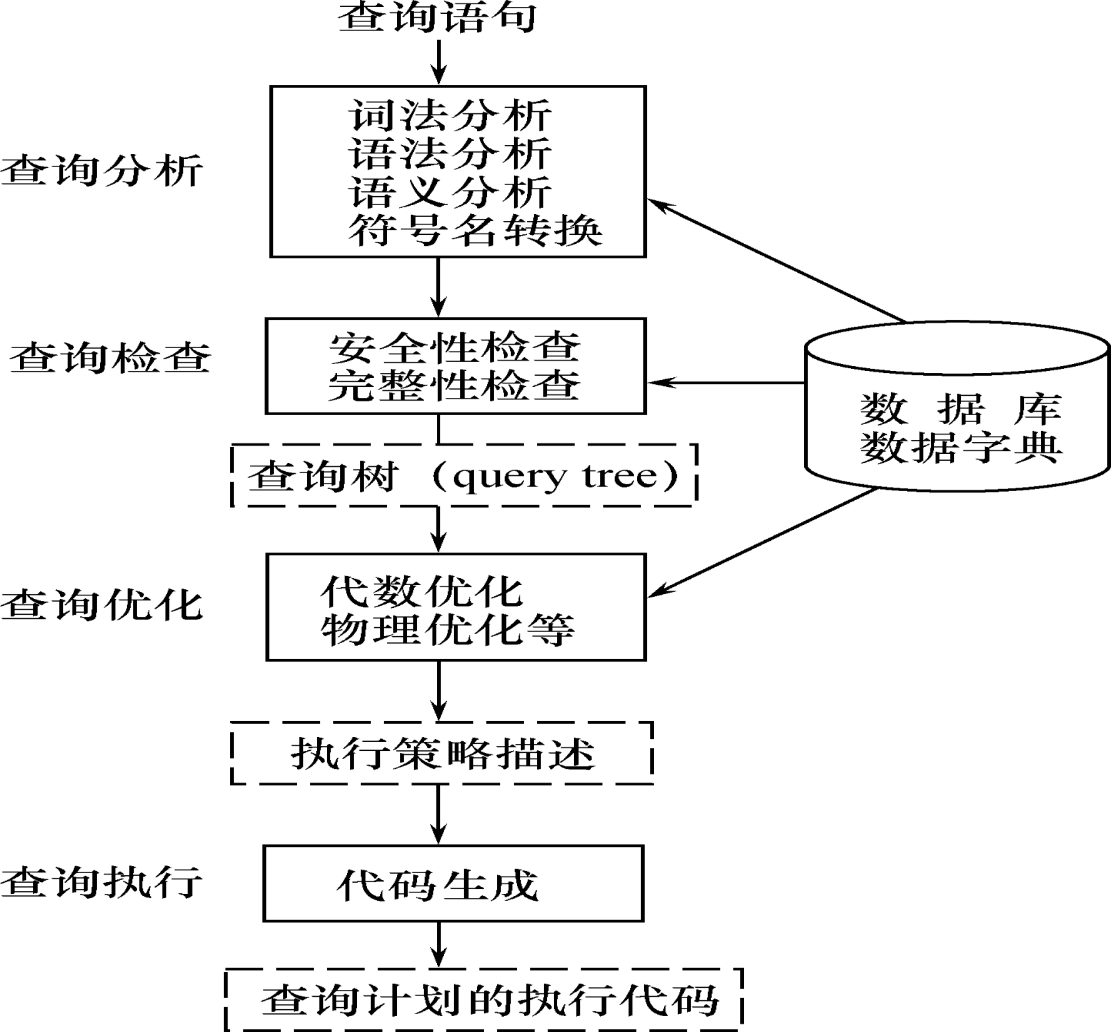 查询语句
查询分析
词法分析
语法分析
语义分析
符号名转换
查询检查
安全性检查
完整性检查
数据库
数据字典
查询树（query tree）
查询优化
代数优化
物理优化等
执行策略描述
查询执行
代码生成
查询计划的执行代码